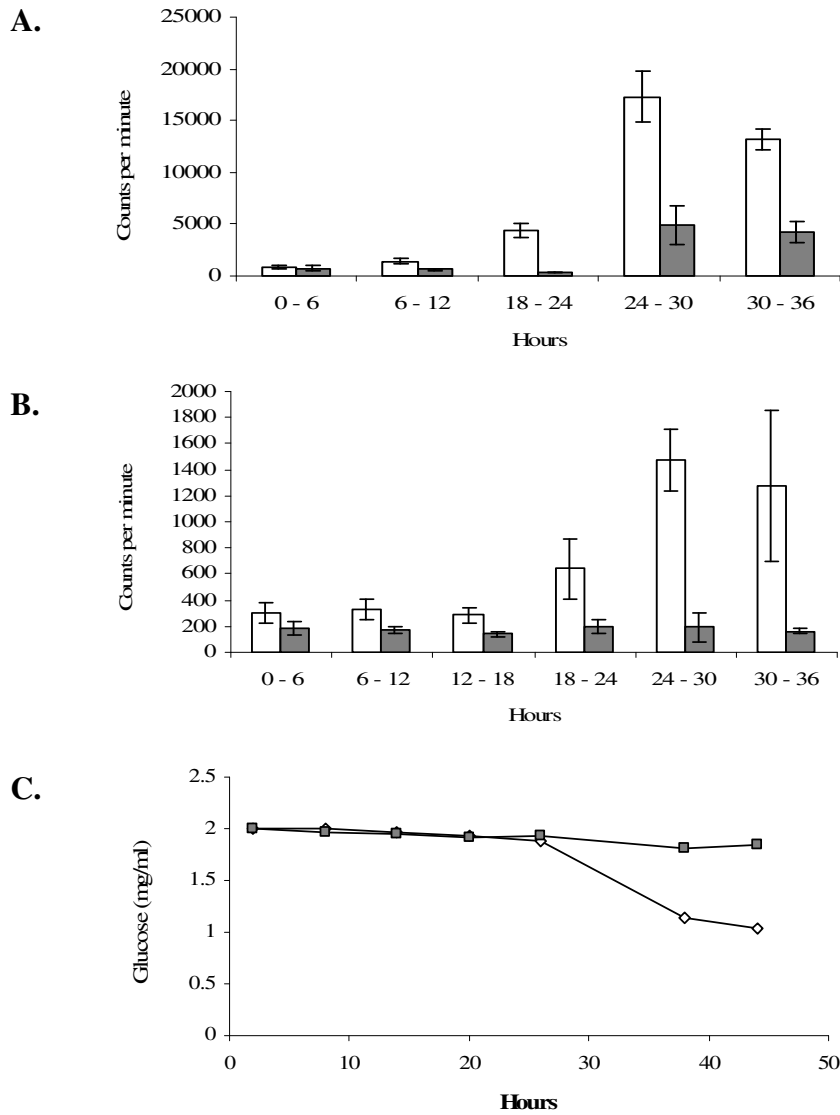 A.
25000
20000
15000
10000
5000
0
Counts per minute
0 - 6 6 - 12 18 - 24 24 - 30 30 - 36
Hours
B.
2000
1800
1600
1400
1200
1000
800
600
400
200
0
Counts per minute
0 - 6 6 - 12 12 - 18 18 - 24 24 - 30 30 - 36
Hours
C.
2.5
2
1.5
1
0.5
0
Glucose (mg/ml)
0 10 20 30 40 50
Hours